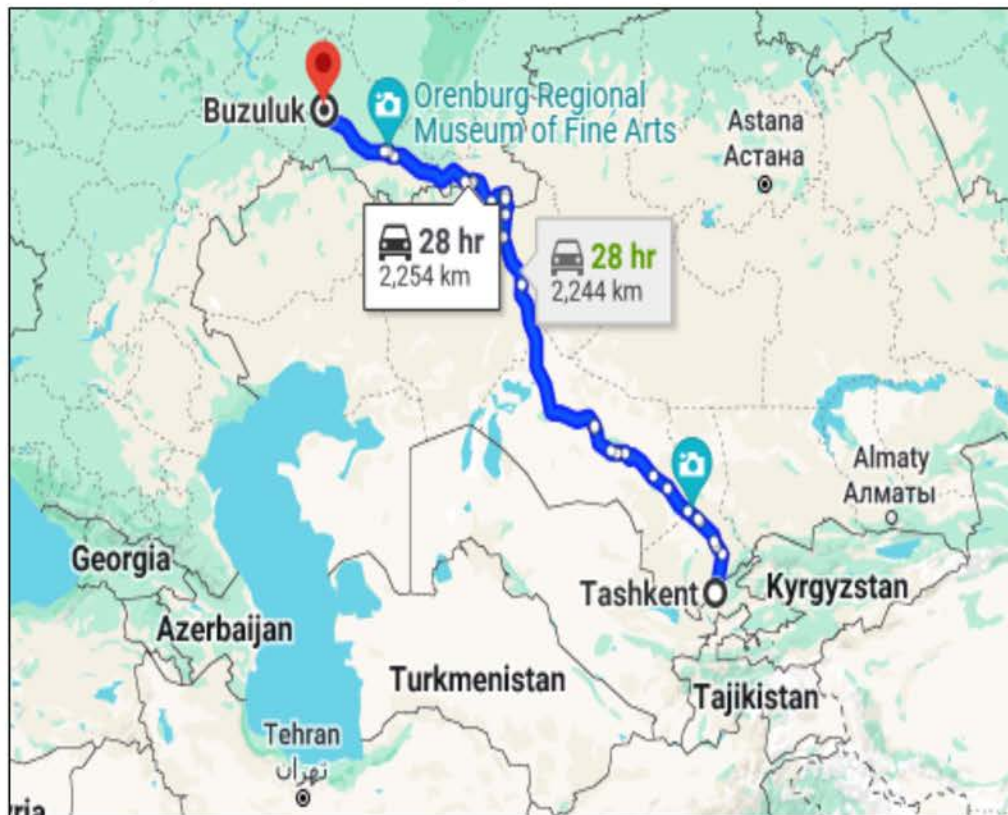 Buzuluk
Orenburg Regional
Museum of Fine Arts
Astana
Астана
28 hr
2,254 km
28 hr
2,244 km
Almaty
Алматы
Georgia
Tashkent
Kyrgyzstan
Azerbaijan
Turkmenistan
Tajikistan
Tehran
تهران
yria